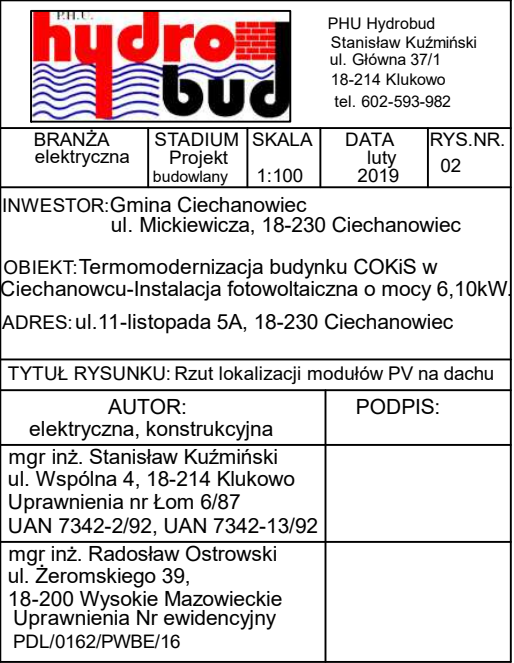 P.H.U.
hydro
bud
PHU Hydrobud
Stanisław Kuźmiński
ul. Główna 37/1
18-214 Klukowo
tel. 602-593-982
BRANŻA
elektryczna
STADIUM
Projekt
budowlany
SKALA
1:100
DATA
luty
2019
RYS.NR.
02
INWESTOR:Gmina Ciechanowiec
ul. Mickiewicza, 18-230 Ciechanowiec
OBIEKT:Termomodernizacja budynku COKiS w
Ciechanowcu-Instalacja fotowoltaiczna o mocy 6,10kW.
ADRES:ul.11-listopada 5A, 18-230 Ciechanowiec
TYTUŁ RYSUNKU: Rzut lokalizacji modułów PV na dachu
AUTOR:
elektryczna, konstrukcyjna
PODPIS:
mgr inż. Stanisław Kuźmiński
ul. Wspólna 4, 18-214 Klukowo
Uprawnienia nr Łom 6/87
UAN 7342-2/92, UAN 7342-13/92
mgr inż. Radosław Ostrowski
ul. Żeromskiego 39,
18-200 Wysokie Mazowieckie
Uprawnienia Nr ewidencyjny
PDL/0162/PWBE/16